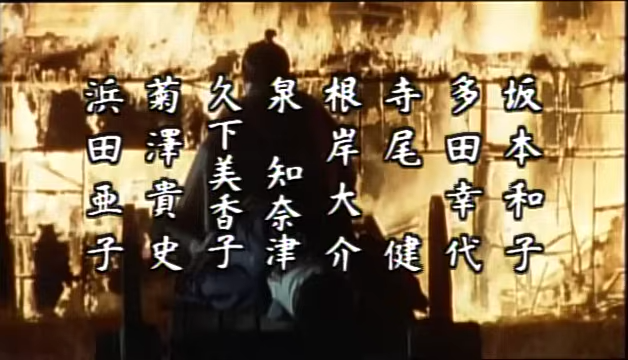 坂本和子
多田幸代
寺尾 健
根岸大介
泉 知奈津
久下美香子
菊澤貴史
浜田亜子